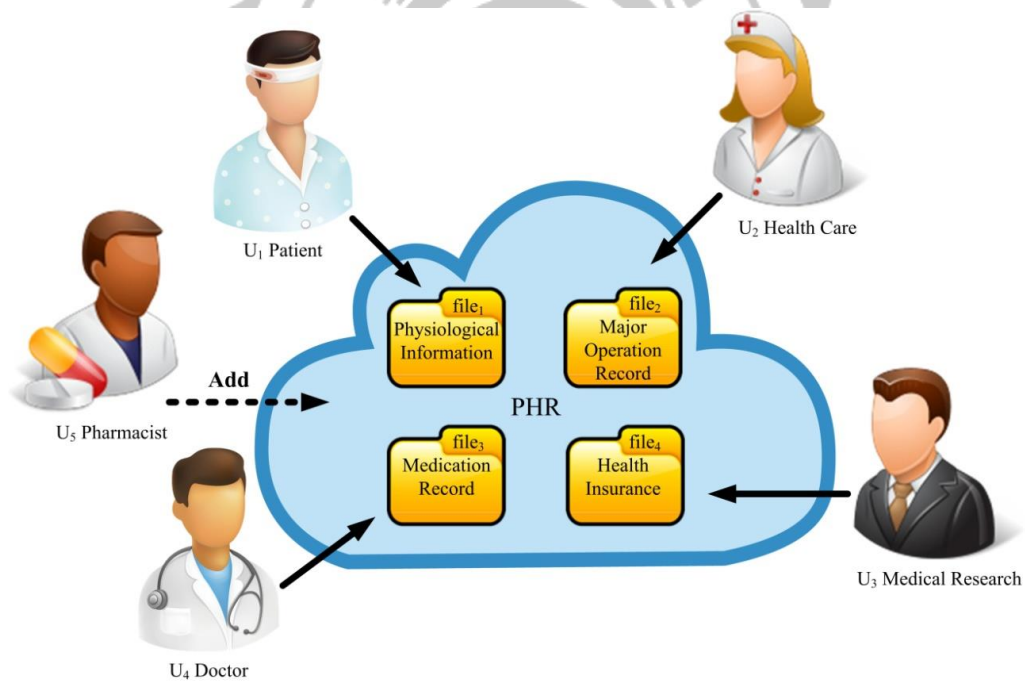 U₁ Patient
U₂ Health Care
file₁
Physiological
Information
file₂
Major
Operation
Record
Add
PHR
U₅ Pharmacist
file₃
Medication
Record
file₄
Health
Insurance
U₃ Medical Research
U₄ Doctor